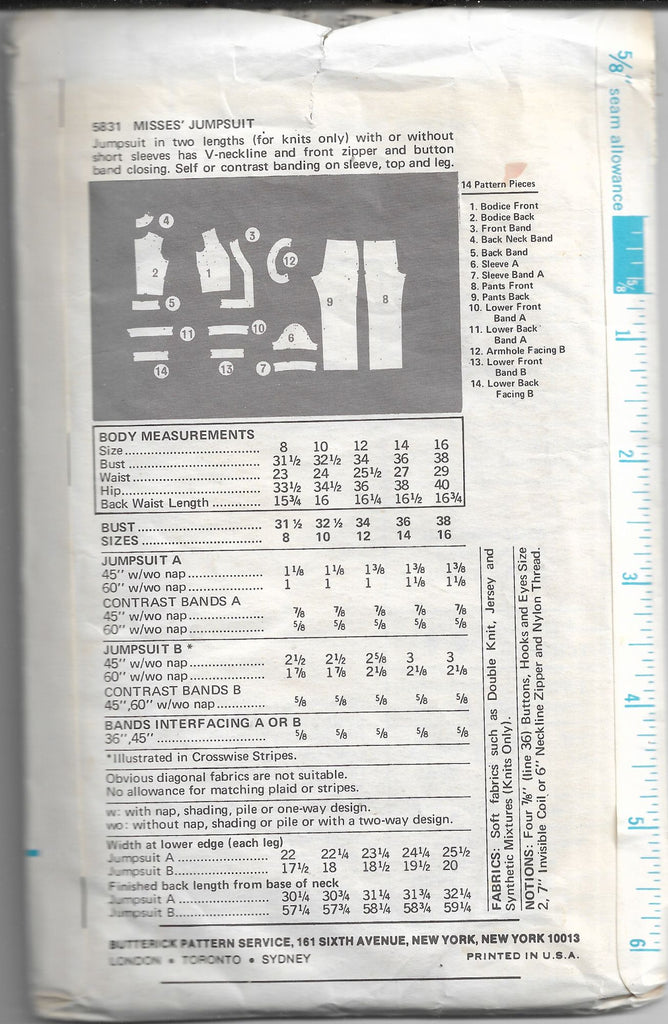 5831 MISSES' JUMPSUIT
Jumpsuit in two lengths (for knits only) with or without
short sleeves has V-neckline and front zipper and button
band closing. Self or contrast banding on sleeve, top and leg.
14 Pattern Pieces
1. Bodice Front
2. Bodice Back
3. Front Band
4. Back Neck Band
5. Back Band
6. Sleeve A
7. Sleeve Band A
8. Pants Front
9. Pants Back
10. Lower Front
Band A
11. Lower Back
Band A
12. Armhole Facing B
13. Lower Front
Band B
14. Lower Back
Facing B
4
2
1
3
12
5
11
10
6
14
13
7
9
8
BODY MEASUREMENTS
Size 8 10 12 14 16
Bust 31½ 32½ 34 36 38
Waist 23 24 25½ 27 29
Hip 33½ 34½ 36 38 40
Back Waist Length 15¾ 16 16¼ 16½ 16¾
BUST 31 ½ 32 ½ 34 36 38
SIZES 8 10 12 14 16
JUMPSUIT A
45" w/wo nap 1⅛ 1⅛ 1⅜ 1⅜ 1⅜
60" w/wo nap 1 1 1 1⅛ 1⅛
CONTRAST BANDS A
45" w/wo nap ⅞ ⅞ ⅞ ⅞ ⅞
60" w/wo nap ⅝ ⅝ ⅝ ⅝ ⅝
JUMPSUIT B *
45" w/wo nap 2½ 2½ 2⅝ 3 3
60" w/wo nap 1⅞ 1⅞ 2⅛ 2⅛ 2⅛
CONTRAST BANDS B
45",60" w/wo nap ⅝ ⅝ ⅝ ⅝ ⅝
BANDS INTERFACING A OR B
36",45" ⅝ ⅝ ⅝ ⅝ ⅝
*Illustrated in Crosswise Stripes.
Obvious diagonal fabrics are not suitable.
No allowance for matching plaid or stripes.
w: with nap, shading, pile or one-way design.
wo: without nap, shading or pile or with a two-way design.
Width at lower edge (each leg)
Jumpsuit A 22 22¼ 23¼ 24¼ 25½
Jumpsuit B 17½ 18 18½ 19½ 20
Finished back length from base of neck
Jumpsuit A 30¼ 30¾ 31¼ 31¾ 32¼
Jumpsuit B 57¼ 57¾ 58¼ 58¾ 59¼
FABRICS: Soft fabrics such as Double Knit, Jersey and
Synthetic Mixtures (Knits Only).
NOTIONS: Four ⅞" (line 36) Buttons, Hooks and Eyes Size
2, 7" Invisible Coil or 6" Neckline Zipper and Nylon Thread.
BUTTERICK PATTERN SERVICE, 161 SIXTH AVENUE, NEW YORK, NEW YORK 10013
LONDON • TORONTO • SYDNEY PRINTED IN U.S.A.
⅝" seam allowance
⅝
1
2
3
4
5
6